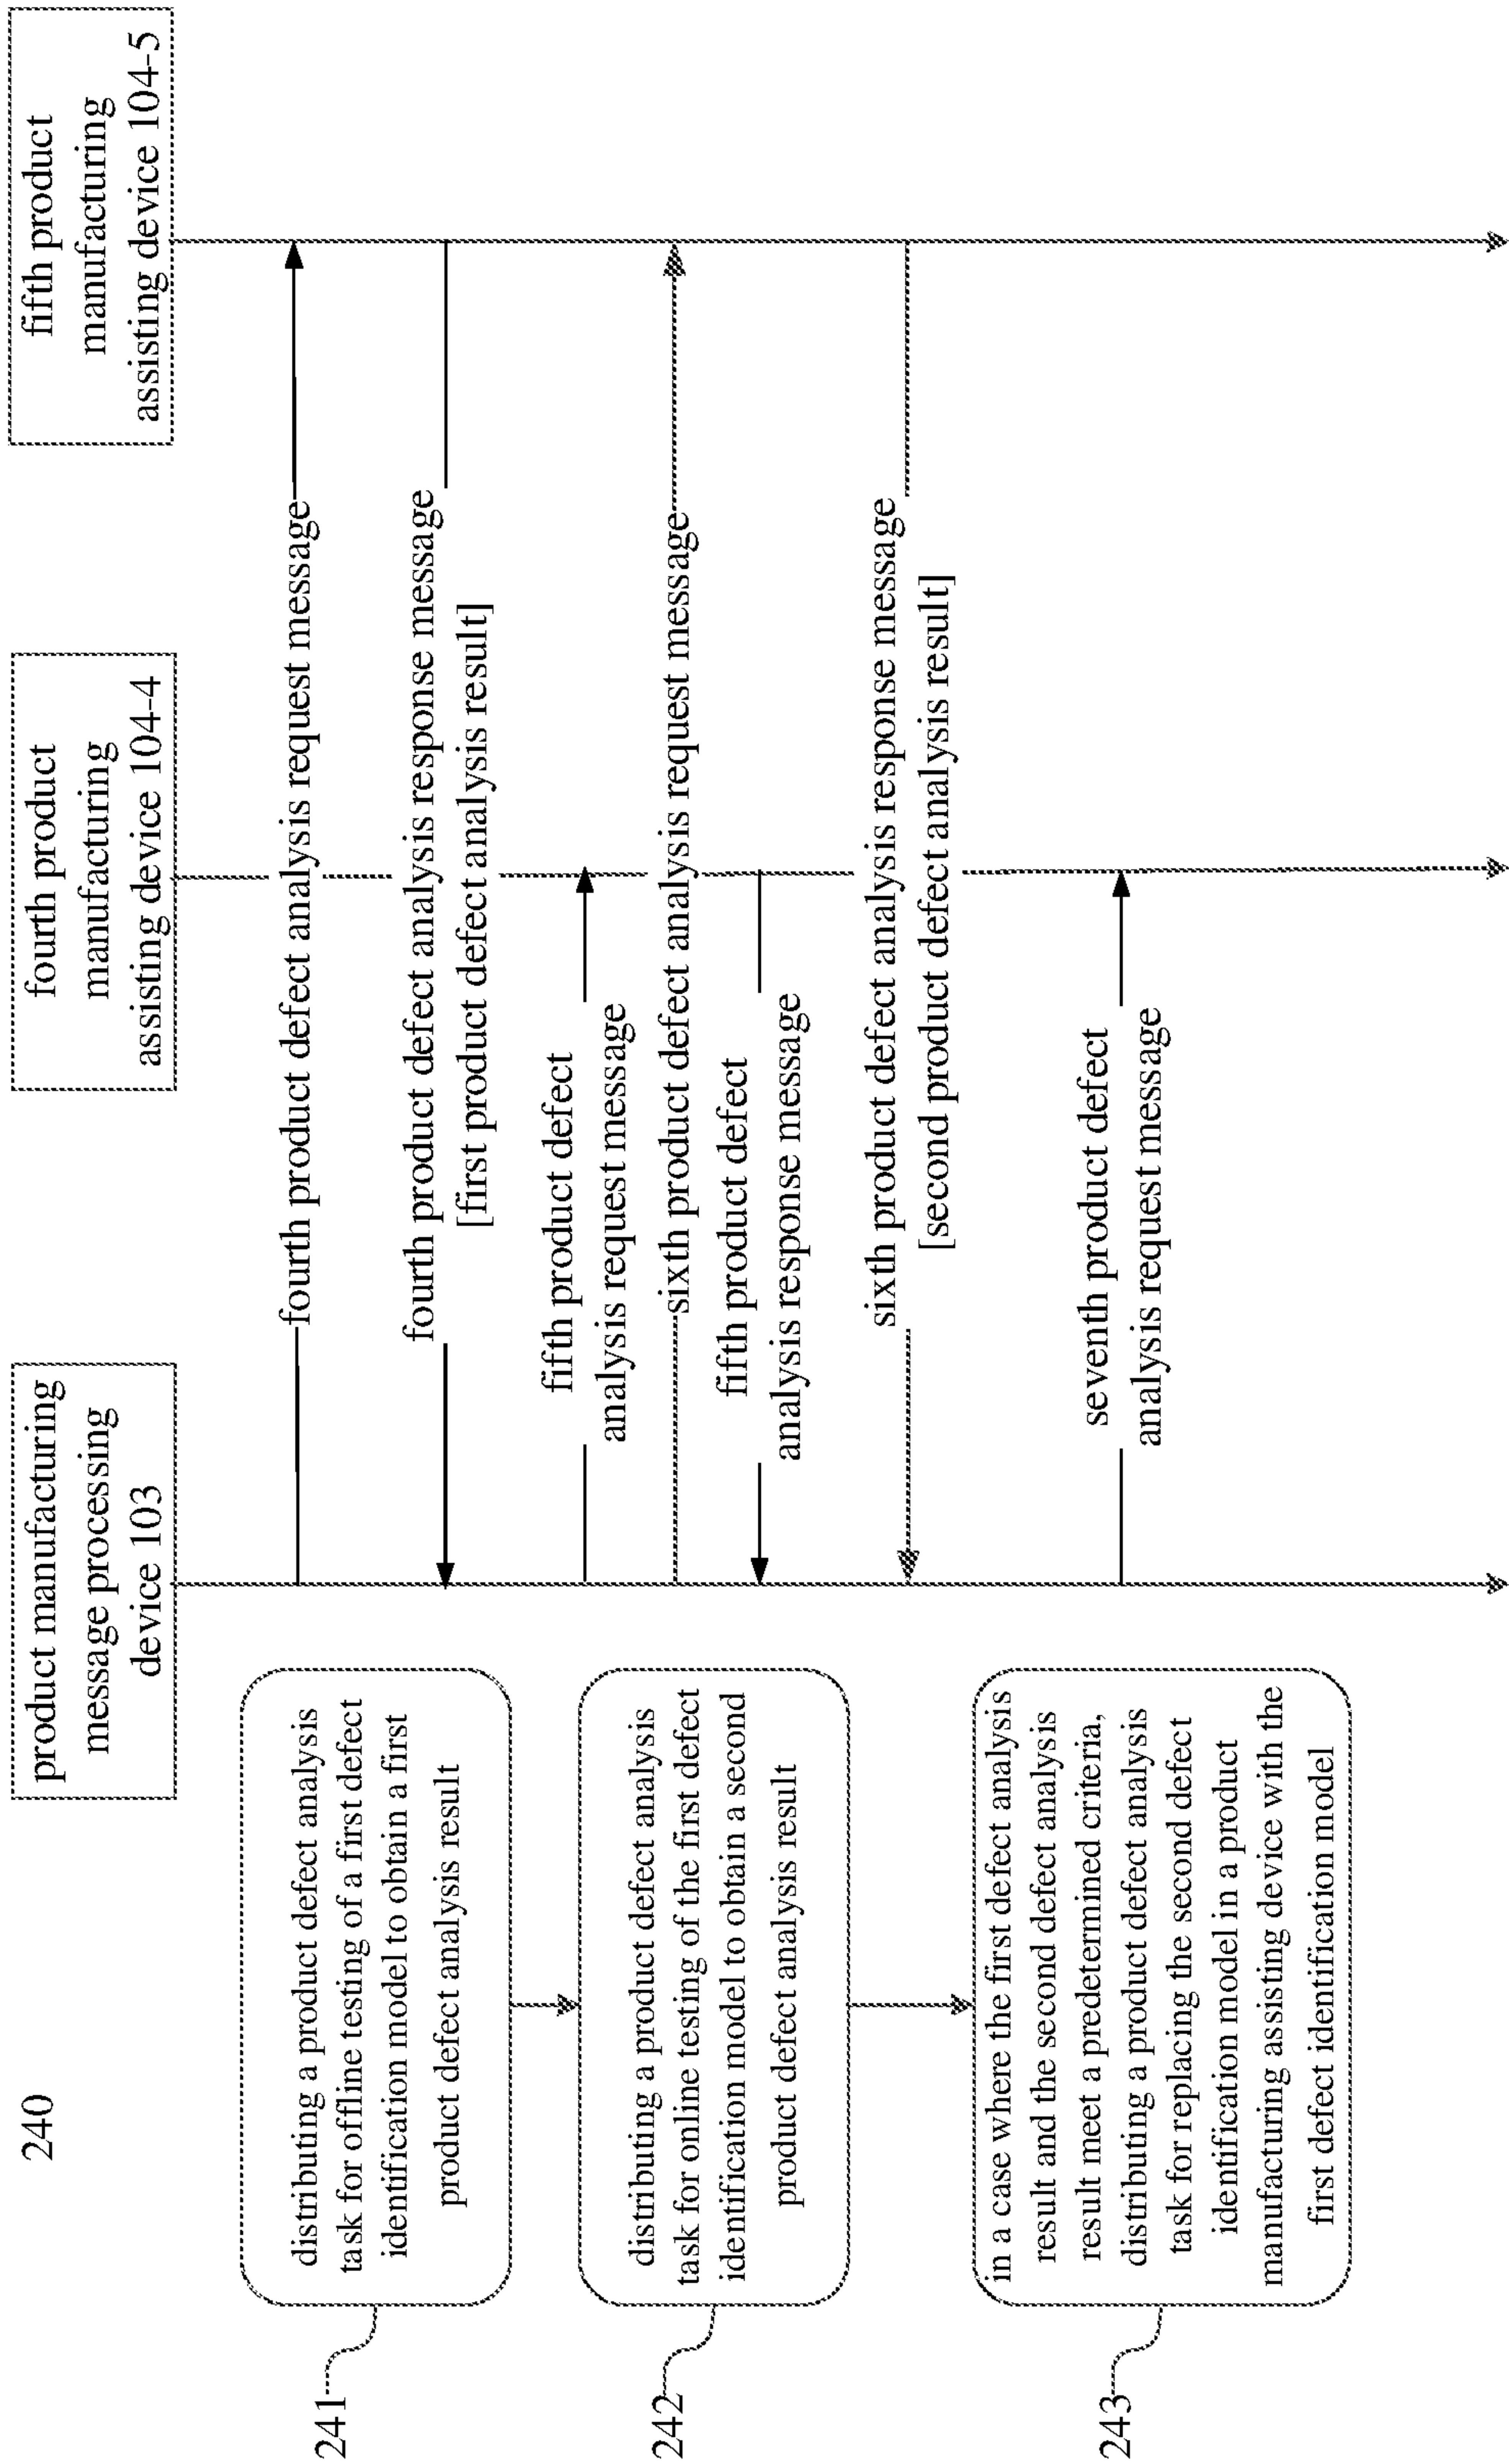 240
product manufacturing
message processing
device 103
fourth product
manufacturing
assisting device 104-4
fifth product
manufacturing
assisting device 104-5
241
distributing a product defect analysis
task for offline testing of a first defect
identification model to obtain a first
product defect analysis result
fourth product defect analysis request message
fourth product defect analysis response message
[first product defect analysis result]
242
distributing a product defect analysis
task for online testing of the first defect
identification model to obtain a second
product defect analysis result
fifth product defect
analysis request message
sixth product defect analysis request message
fifth product defect
analysis response message
sixth product defect analysis response message
[second product defect analysis result]
243
in a case where the first defect analysis
result and the second defect analysis
result meet a predetermined criteria,
distributing a product defect analysis
task for replacing the second defect
identification model in a product
manufacturing assisting device with the
first defect identification model
seventh product defect
analysis request message